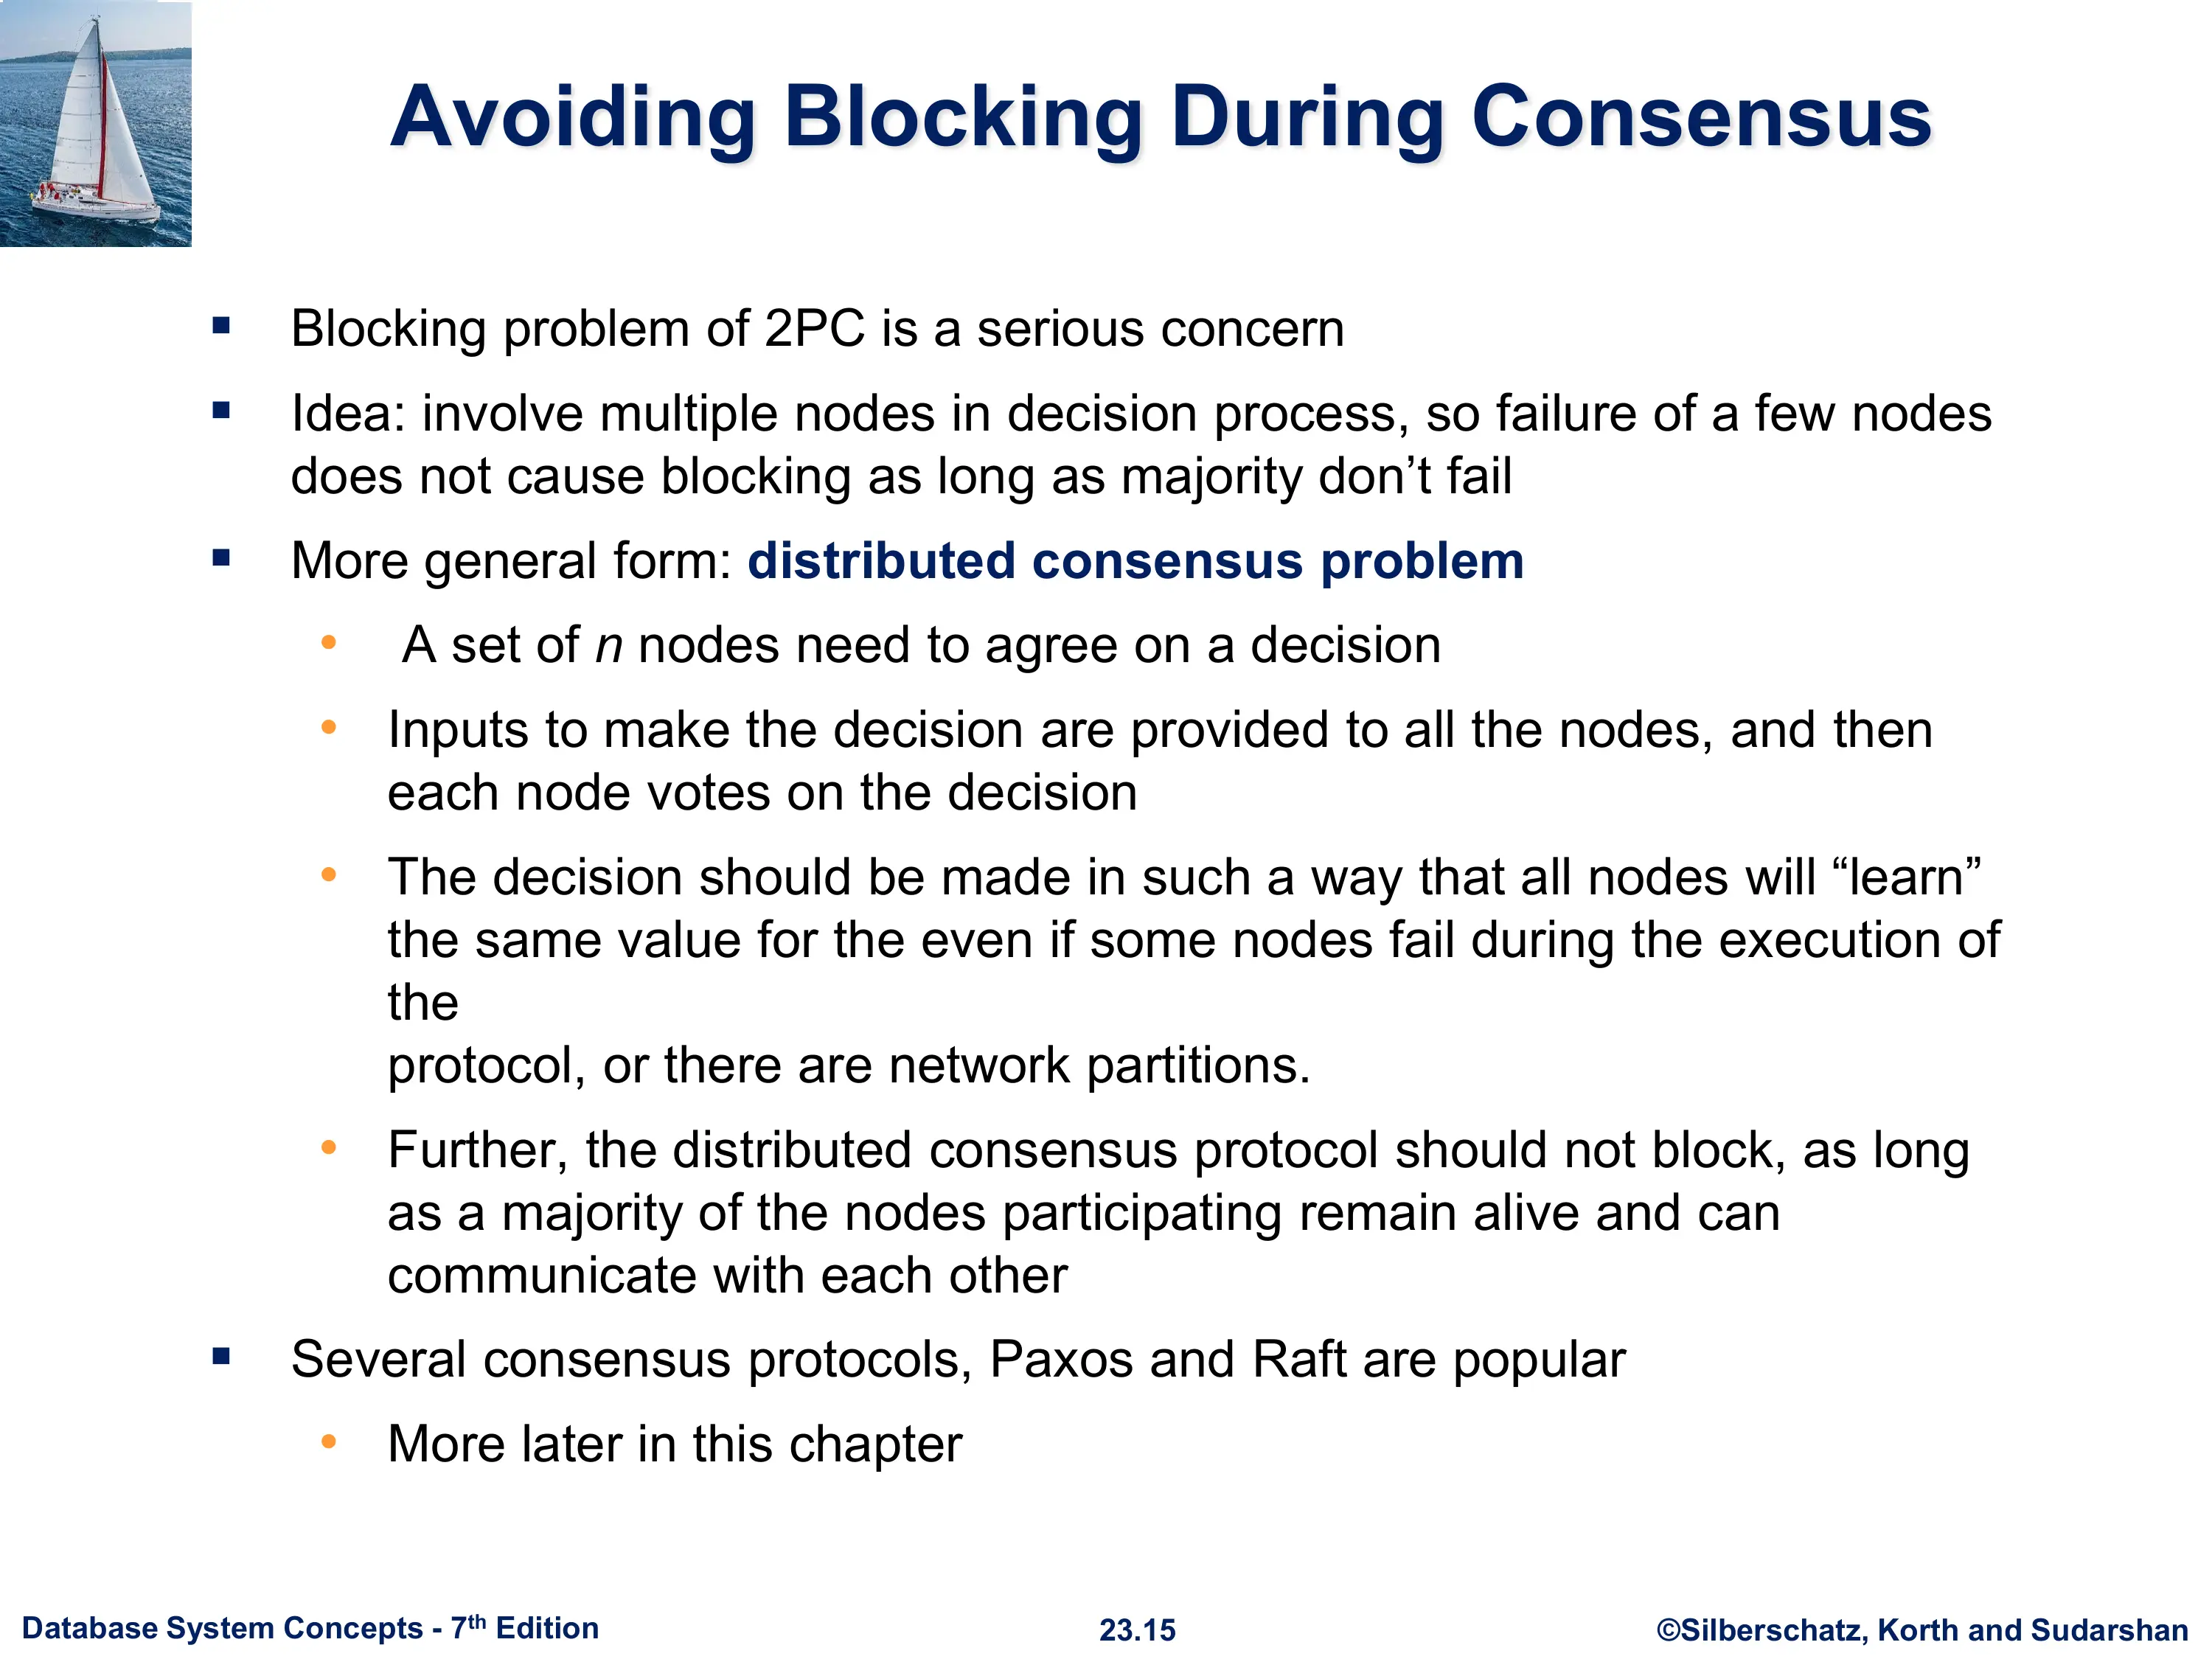 Avoiding Blocking During Consensus
▪ Blocking problem of 2PC is a serious concern
▪ Idea: involve multiple nodes in decision process, so failure of a few nodes
does not cause blocking as long as majority don’t fail
▪ More general form: distributed consensus problem
• A set of n nodes need to agree on a decision
• Inputs to make the decision are provided to all the nodes, and then
each node votes on the decision
• The decision should be made in such a way that all nodes will “learn”
the same value for the even if some nodes fail during the execution of
the
protocol, or there are network partitions.
• Further, the distributed consensus protocol should not block, as long
as a majority of the nodes participating remain alive and can
communicate with each other
▪ Several consensus protocols, Paxos and Raft are popular
• More later in this chapter
Database System Concepts - 7th Edition
23.15
©Silberschatz, Korth and Sudarshan